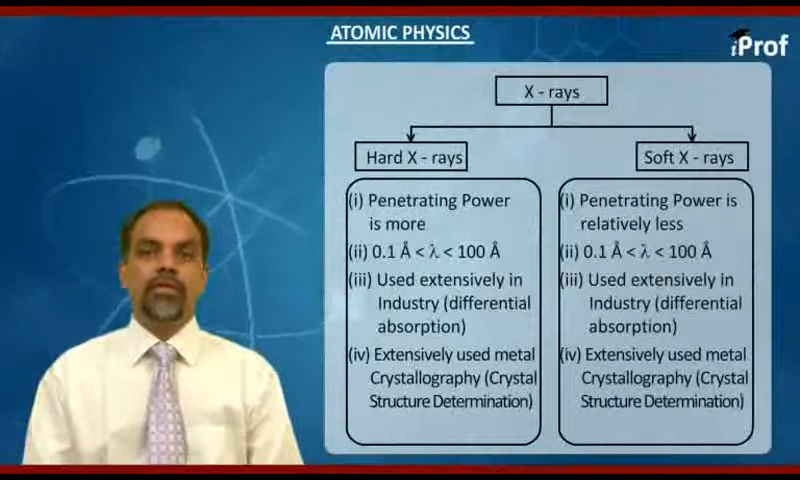 ATOMIC PHYSICS
iProf
X - rays
Hard X - rays
Soft X - rays
(i) Penetrating Power
is more
(ii) 0.1 Å < λ < 100 Å
(iii) Used extensively in
Industry (differential
absorption)
(iv) Extensively used metal
Crystallography (Crystal
Structure Determination)
(i) Penetrating Power is
relatively less
(ii) 0.1 Å < λ < 100 Å
(iii) Used extensively in
Industry (differential
absorption)
(iv) Extensively used metal
Crystallography (Crystal
Structure Determination)